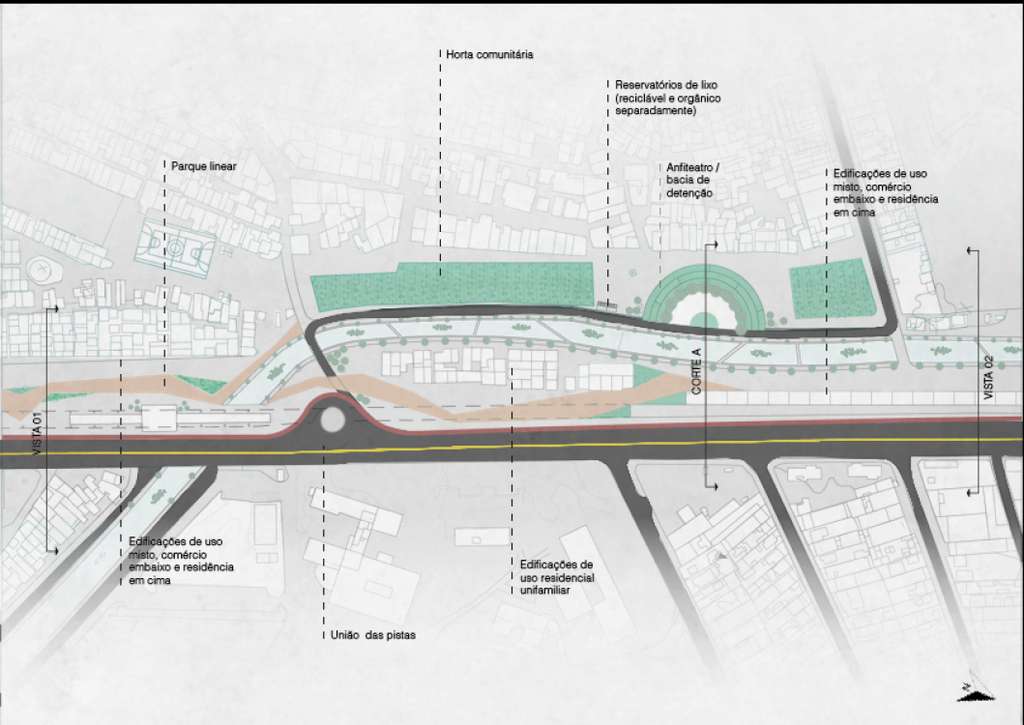 Horta comunitária
Reservatórios de lixo
(reciclável e orgânico
separadamente)
Parque linear
Anfiteatro /
bacia de
detenção
Edificações de uso
misto, comércio
embaixo e residência
em cima
VISTA 01
CORTE A
VISTA 02
Edificações de uso
misto, comércio
embaixo e residência
em cima
Edificações de
uso residencial
unifamiliar
União das pistas
N